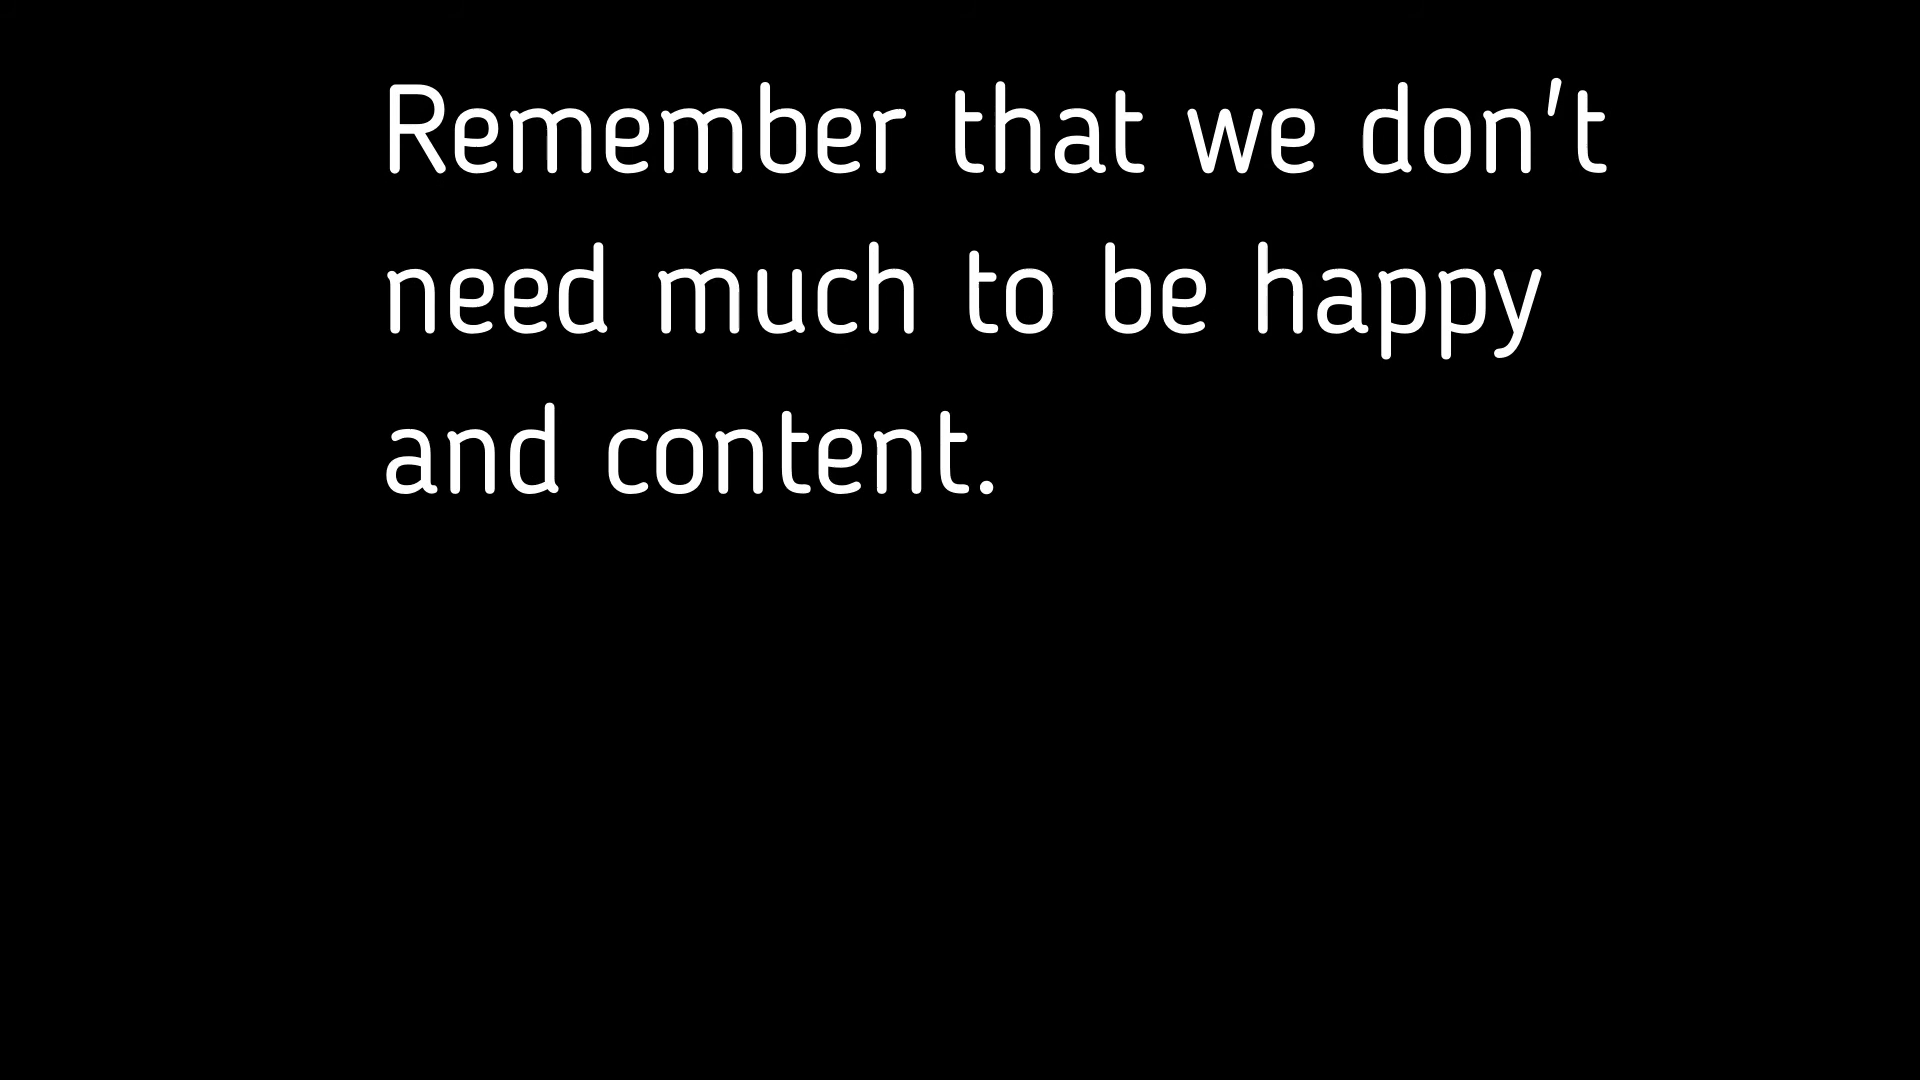 Remember that we don't
need much to be happy
and content.